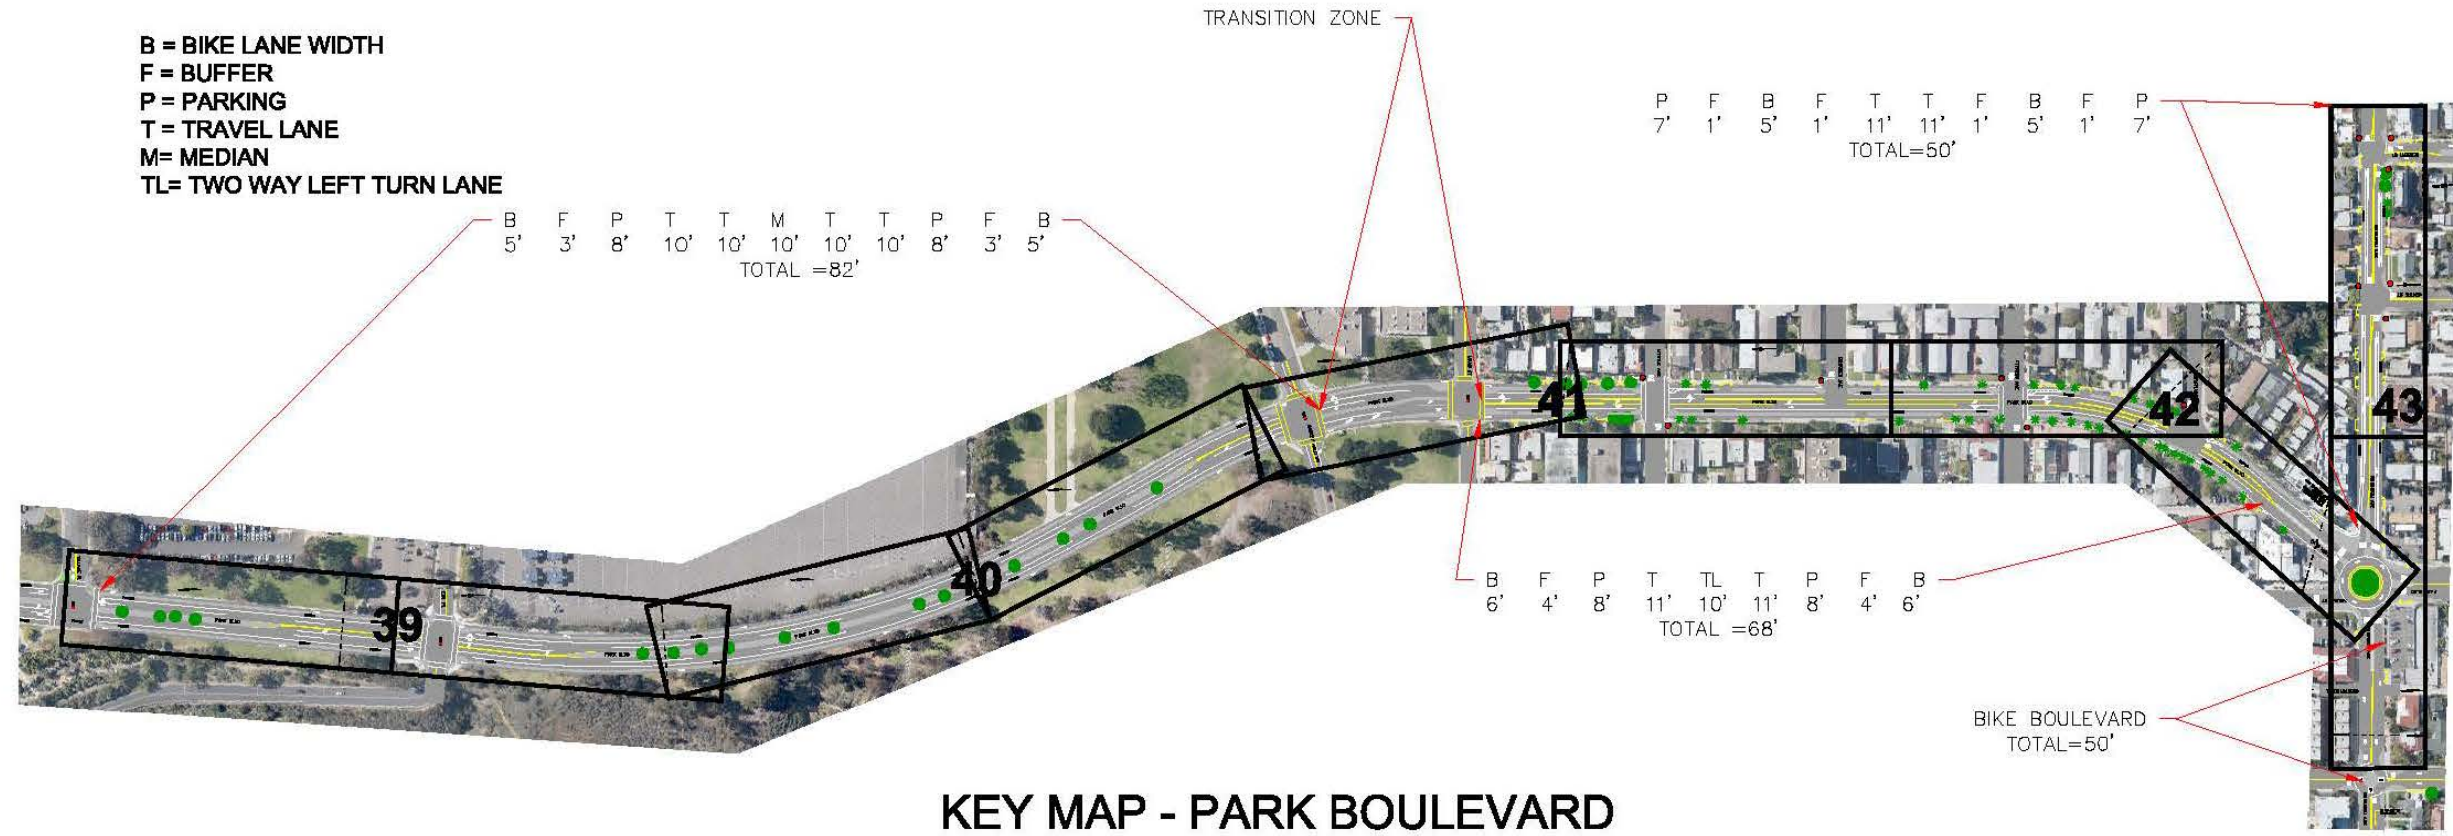 TRANSITION ZONE
B = BIKE LANE WIDTH
F = BUFFER
P = PARKING
T = TRAVEL LANE
M= MEDIAN
TL= TWO WAY LEFT TURN LANE
P F B F T T F B F P
7' 1' 5' 1' 11' 11' 1' 5' 1' 7'
TOTAL=50'
B F P T T M T T P F B
5' 3' 8' 10' 10' 10' 10' 10' 8' 3' 5'
TOTAL =82'
41
42
43
40
39
B F P T TL T P F B
6' 4' 8' 11' 10' 11' 8' 4' 6'
TOTAL =68'
BIKE BOULEVARD
TOTAL=50'
KEY MAP - PARK BOULEVARD